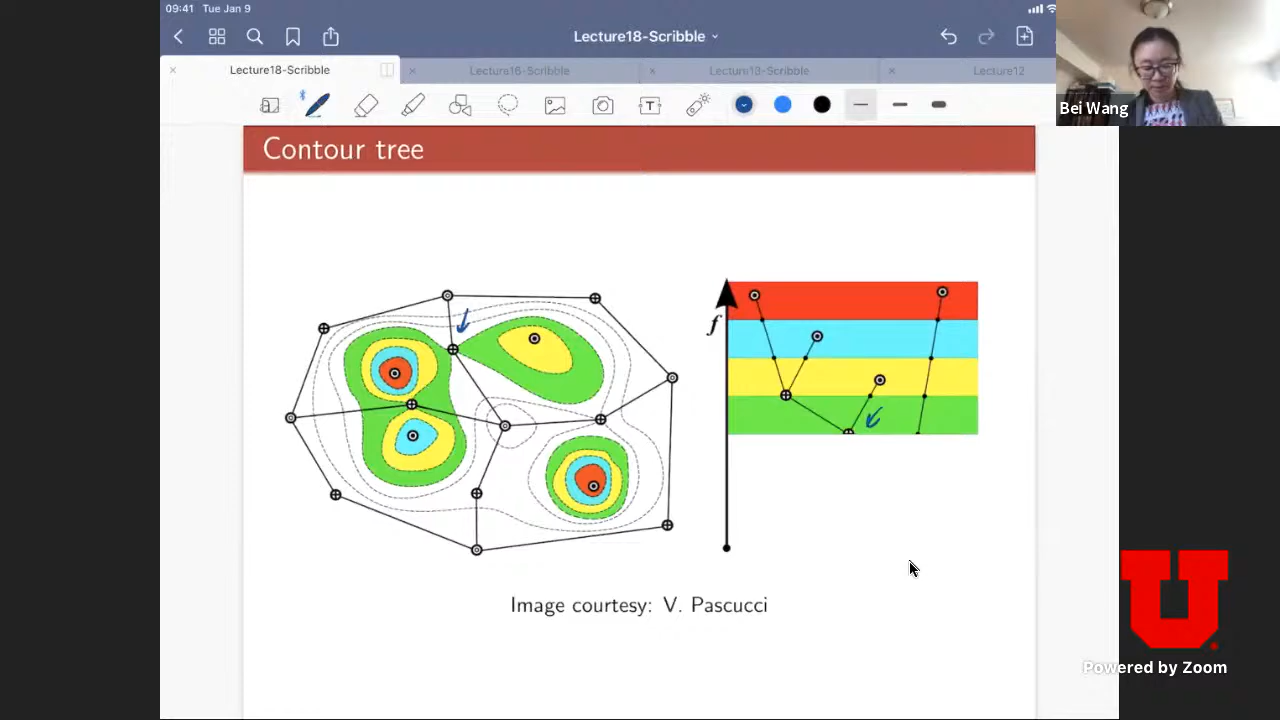 09:41 Tue Jan 9
Lecture18-Scribble
Lecture18-Scribble
Lecture16-Scribble
Lecture13-Scribble
Lecture12
T
Bei Wang
Contour tree
f
Image courtesy: V. Pascucci
U
Powered by Zoom